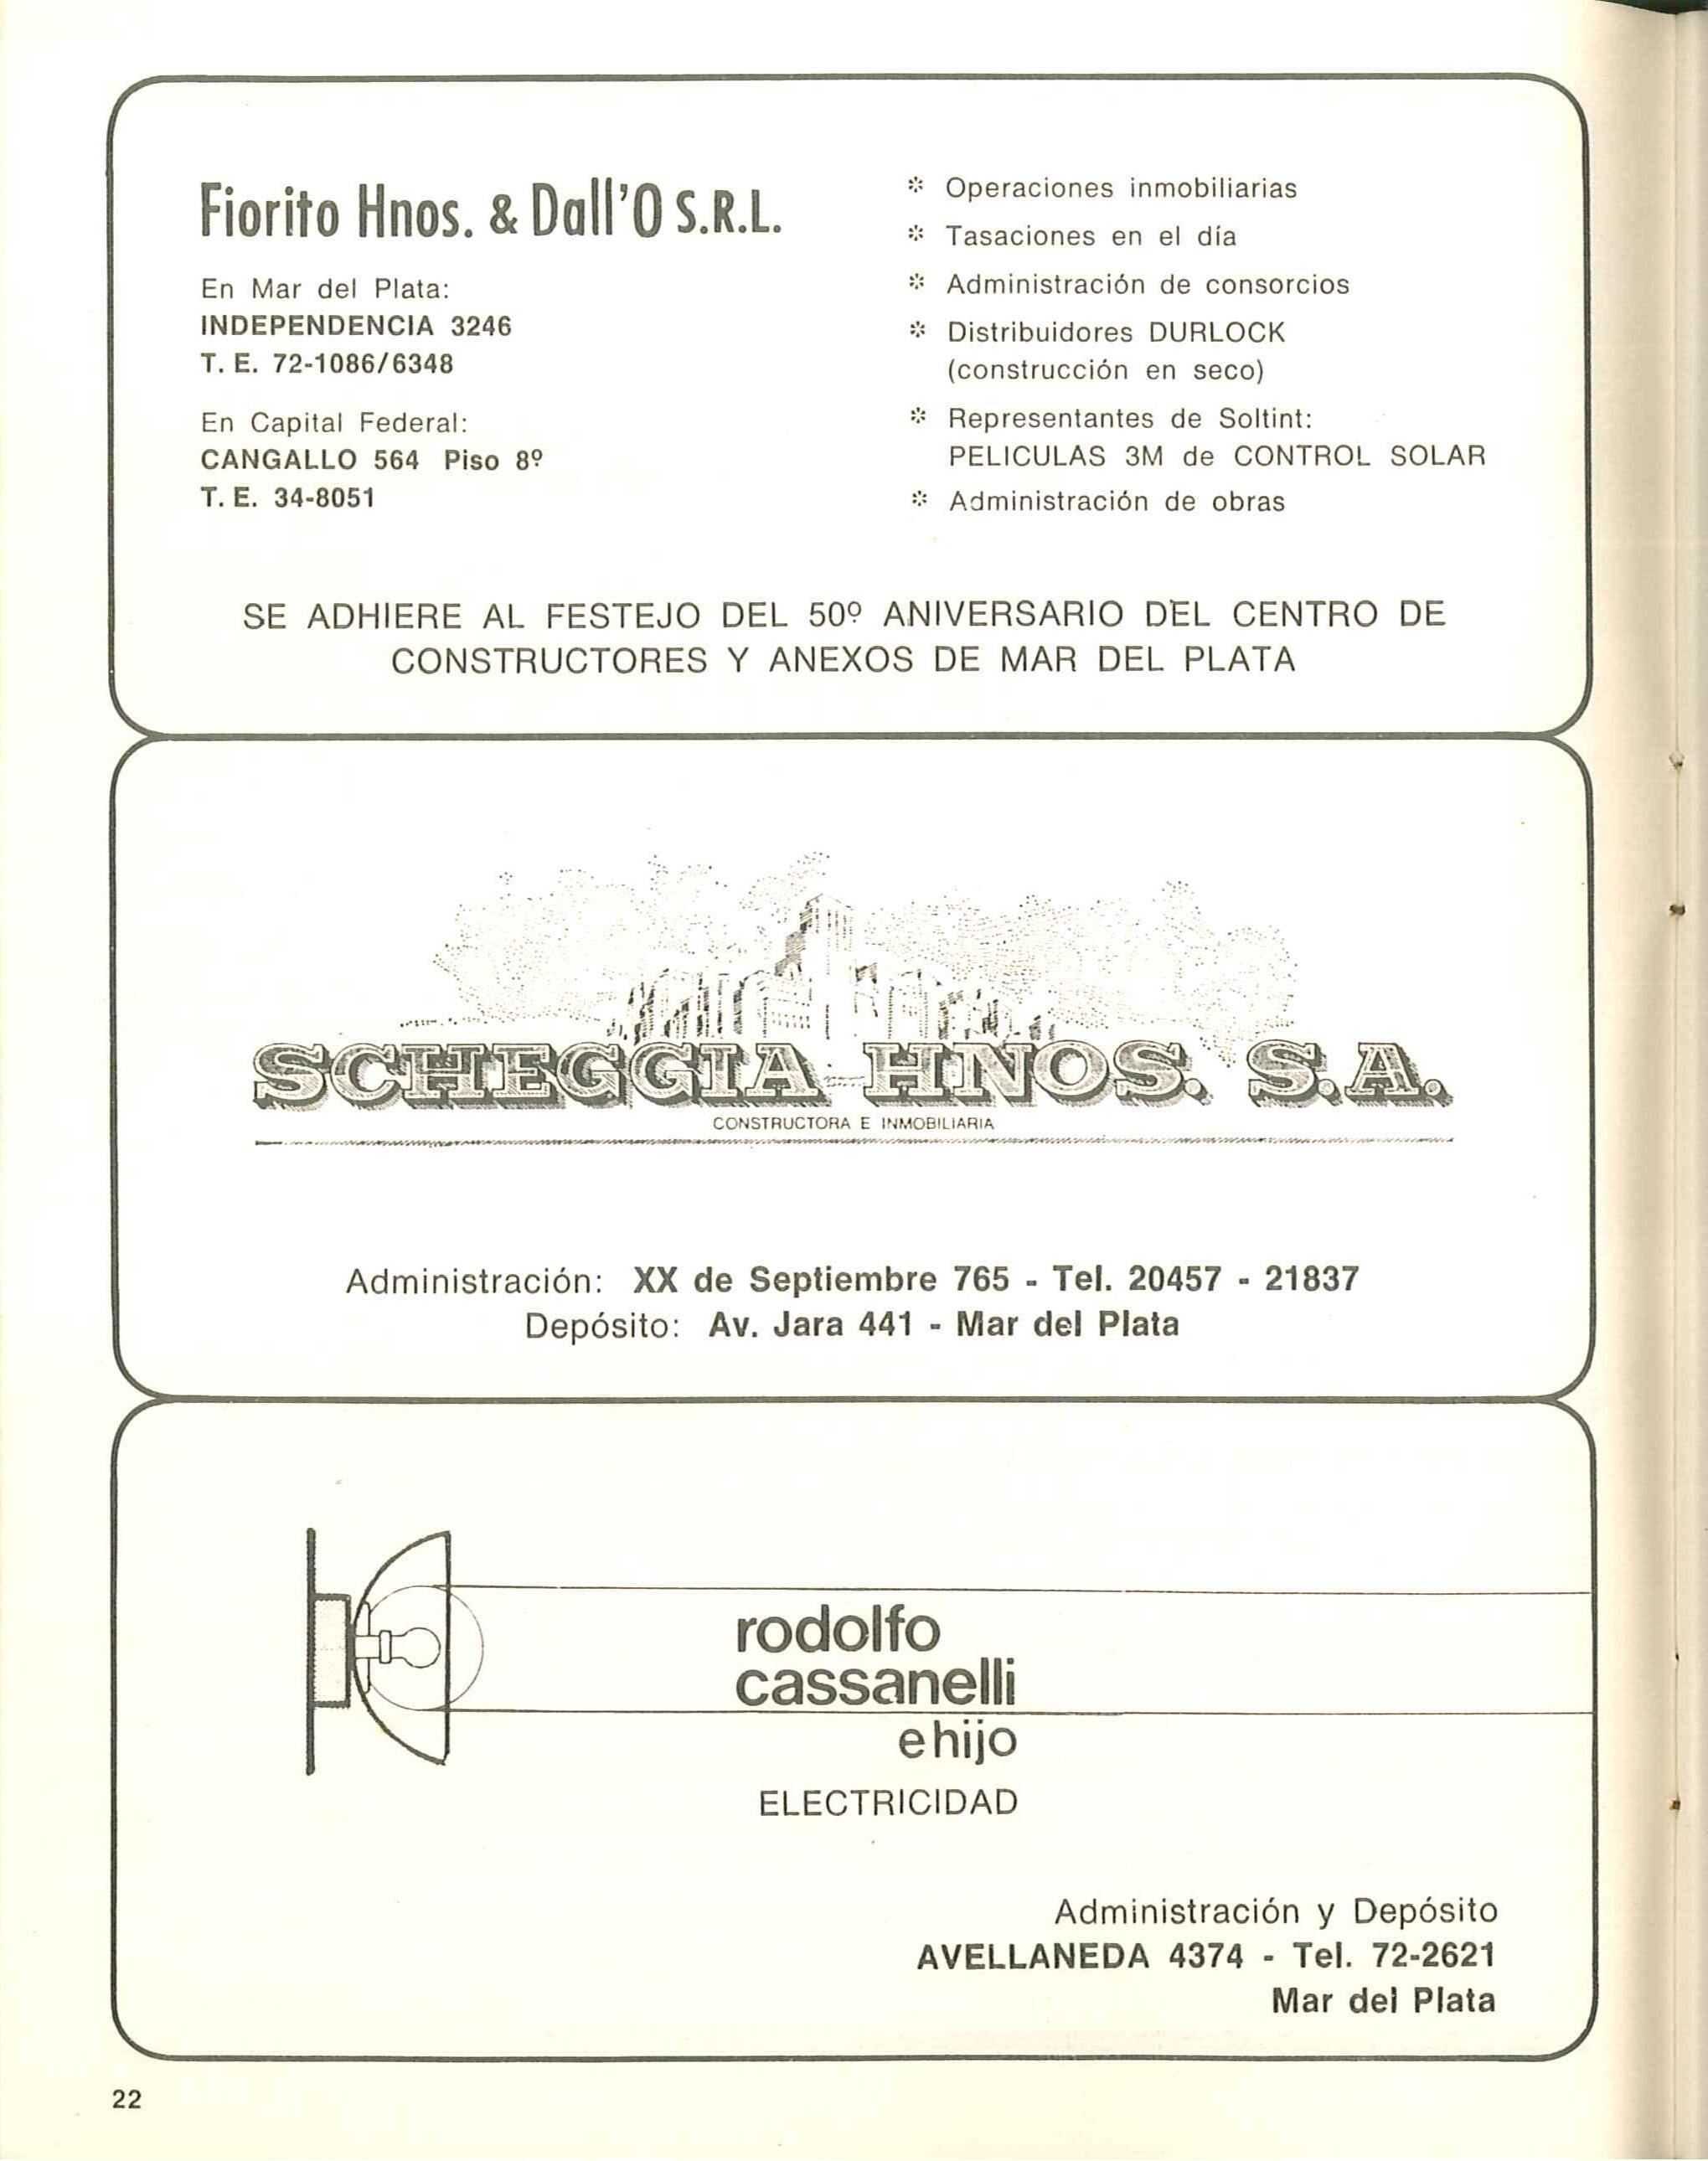 Fiorito Hnos. & Dall'O S.R.L.
En Mar del Plata:
INDEPENDENCIA 3246
T. E. 72-1086/6348
En Capital Federal:
CANGALLO 564 Piso 8º
T. E. 34-8051
* Operaciones inmobiliarias
* Tasaciones en el día
* Administración de consorcios
* Distribuidores DURLOCK
(construcción en seco)
* Representantes de Soltint:
PELICULAS 3M de CONTROL SOLAR
* Administración de obras
SE ADHIERE AL FESTEJO DEL 50º ANIVERSARIO DEL CENTRO DE
CONSTRUCTORES Y ANEXOS DE MAR DEL PLATA
SCHEGGIA HNOS. S.A.
CONSTRUCTORA E INMOBILIARIA
Administración: XX de Septiembre 765 - Tel. 20457 - 21837
Depósito: Av. Jara 441 - Mar del Plata
rodolfo
cassanelli
e hijo
ELECTRICIDAD
Administración y Depósito
AVELLANEDA 4374 - Tel. 72-2621
Mar del Plata
22